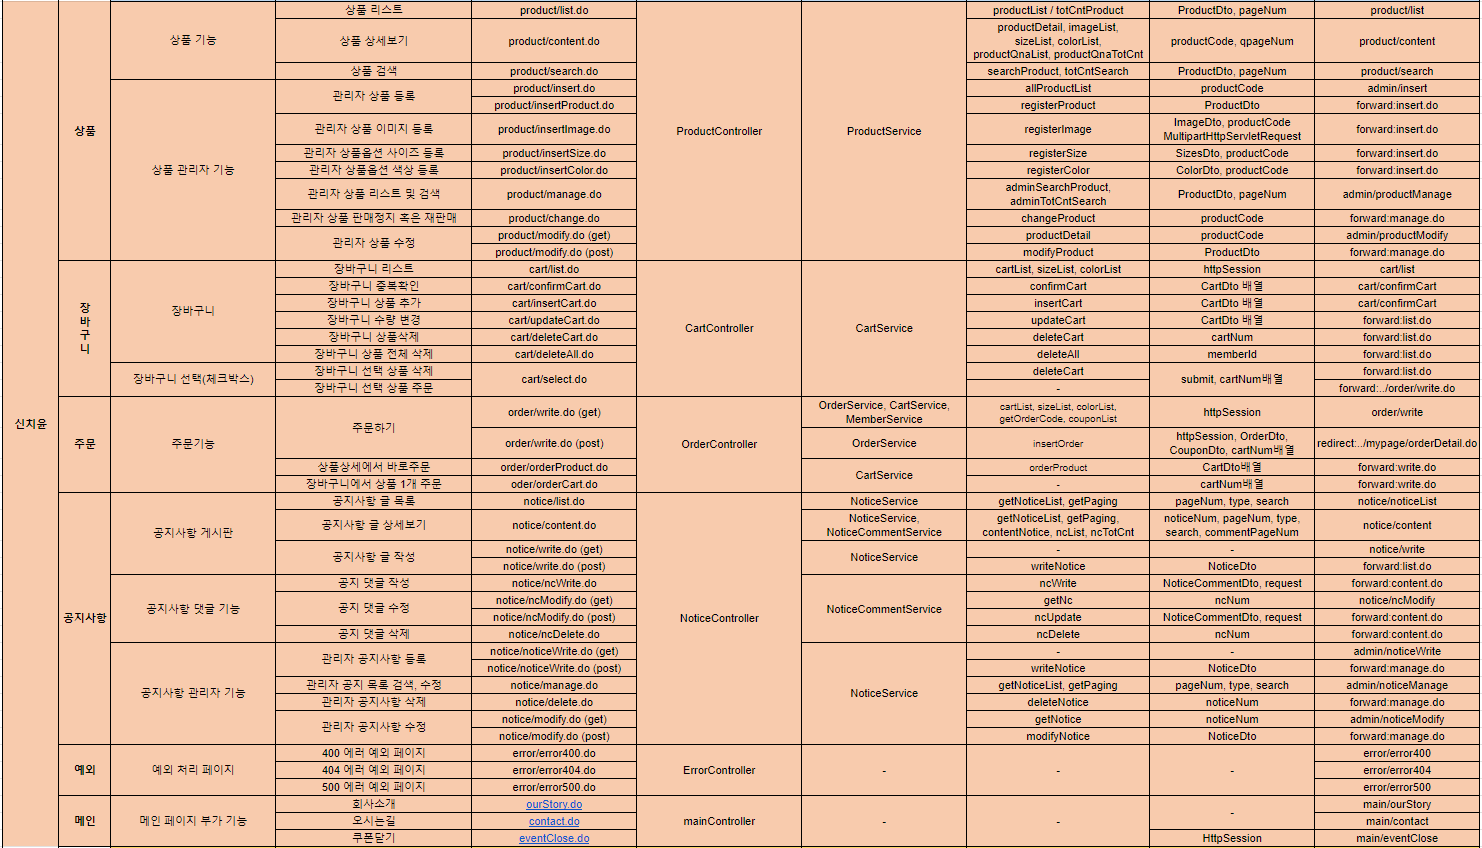 상품 리스트 product/list.do productList / totCntProduct ProductDto, pageNum product/list
상품 기능 상품 상세보기 product/content.do productDetail, imageList,
sizeList, colorList,
productQnaList, productQnaTotCnt productCode, qpageNum product/content
상품 검색 product/search.do searchProduct, totCntSearch ProductDto, pageNum product/search
상품 ProductController ProductService
상품 관리자 기능 관리자 상품 등록 product/insert.do allProductList productCode admin/insert
product/insertProduct.do registerProduct ProductDto forward:insert.do
관리자 상품 이미지 등록 product/insertImage.do registerImage ImageDto, productCode
MultipartHttpServletRequest forward:insert.do
관리자 상품옵션 사이즈 등록 product/insertSize.do registerSize SizesDto, productCode forward:insert.do
관리자 상품옵션 색상 등록 product/insertColor.do registerColor ColorDto, productCode forward:insert.do
관리자 상품 리스트 및 검색 product/manage.do adminSearchProduct,
adminTotCntSearch ProductDto, pageNum admin/productManage
관리자 상품 판매정지 혹은 재판매 product/change.do changeProduct productCode forward:manage.do
관리자 상품 수정 product/modify.do (get) productDetail productCode admin/productModify
product/modify.do (post) modifyProduct ProductDto forward:manage.do
장
바
구
니 CartController CartService
장바구니 장바구니 리스트 cart/list.do cartList, sizeList, colorList httpSession cart/list
장바구니 중복확인 cart/confirmCart.do confirmCart CartDto 배열 cart/confirmCart
장바구니 상품 추가 cart/insertCart.do insertCart CartDto 배열 cart/confirmCart
장바구니 수량 변경 cart/updateCart.do updateCart CartDto 배열 forward:list.do
장바구니 상품삭제 cart/deleteCart.do deleteCart cartNum forward:list.do
장바구니 상품 전체 삭제 cart/deleteAll.do deleteAll memberId forward:list.do
장바구니 선택(체크박스) 장바구니 선택 상품 삭제 cart/select.do deleteCart submit, cartNum배열 forward:list.do
장바구니 선택 상품 주문 - forward:../order/write.do
신치윤
주문 주문기능 주문하기 order/write.do (get) OrderController OrderService, CartService,
MemberService cartList, sizeList, colorList,
getOrderCode, couponList httpSession order/write
order/write.do (post) OrderService insertOrder httpSession, OrderDto,
CouponDto, cartNum배열 redirect:../mypage/orderDetail.do
상품상세에서 바로주문 order/orderProduct.do CartService orderProduct CartDto배열 forward:write.do
장바구니에서 상품 1개 주문 oder/orderCart.do - cartNum배열 forward:write.do
공지사항 NoticeController
공지사항 게시판 공지사항 글 목록 notice/list.do NoticeService getNoticeList, getPaging pageNum, type, search notice/noticeList
공지사항 글 상세보기 notice/content.do NoticeService,
NoticeCommentService getNoticeList, getPaging,
contentNotice, ncList, ncTotCnt noticeNum, pageNum, type,
search, commentPageNum notice/content
공지사항 글 작성 notice/write.do (get) NoticeService - - notice/write
notice/write.do (post) writeNotice NoticeDto forward:list.do
공지사항 댓글 기능 공지 댓글 작성 notice/ncWrite.do NoticeCommentService ncWrite NoticeCommentDto, request forward:content.do
공지 댓글 수정 notice/ncModify.do (get) getNc ncNum notice/ncModify
notice/ncModify.do (post) ncUpdate NoticeCommentDto, request forward:content.do
공지 댓글 삭제 notice/ncDelete.do ncDelete ncNum forward:content.do
공지사항 관리자 기능 관리자 공지사항 등록 notice/noticeWrite.do (get) NoticeService - - admin/noticeWrite
notice/noticeWrite.do (post) writeNotice NoticeDto forward:manage.do
관리자 공지 목록 검색, 수정 notice/manage.do getNoticeList, getPaging pageNum, type, search admin/noticeManage
관리자 공지사항 삭제 notice/delete.do deleteNotice noticeNum forward:manage.do
관리자 공지사항 수정 notice/modify.do (get) getNotice noticeNum admin/noticeModify
notice/modify.do (post) modifyNotice NoticeDto forward:manage.do
예외 예외 처리 페이지 400 에러 예외 페이지 error/error400.do ErrorController - - - error/error400
404 에러 예외 페이지 error/error404.do error/error404
500 에러 예외 페이지 error/error500.do error/error500
메인 메인 페이지 부가 기능 회사소개 ourStory.do mainController - - - main/ourStory
오시는길 contact.do main/contact
쿠폰닫기 eventClose.do HttpSession main/eventClose